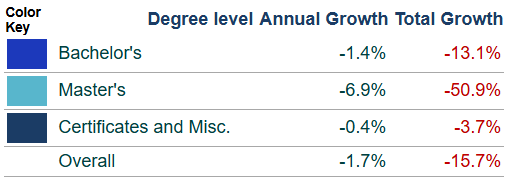 Color
Key
Degree level Annual Growth Total Growth
Bachelor's -1.4% -13.1%
Master's -6.9% -50.9%
Certificates and Misc. -0.4% -3.7%
Overall -1.7% -15.7%